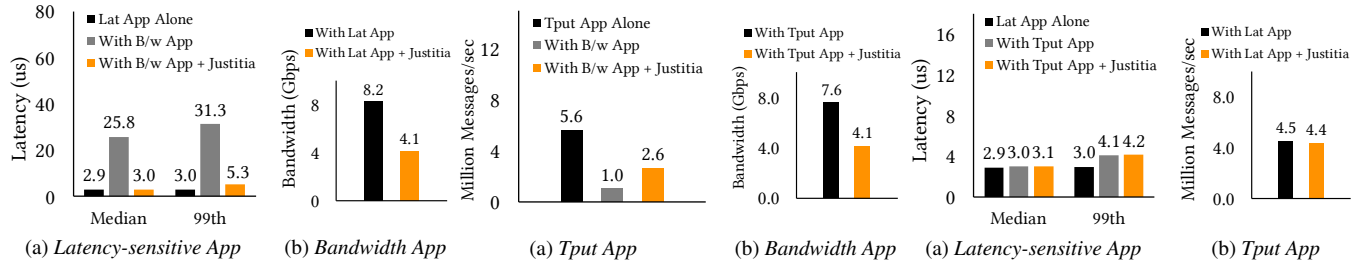 Latency (us)
80
60
40
20
0
Lat App Alone
With B/w App
With B/w App + Justitia
2.9
25.8
3.0
3.0
31.3
5.3
Median
99th
(a) Latency-sensitive App
Bandwidth (Gbps)
With Lat App
With Lat App + Justitia
8
4
0
8.2
4.1
(b) Bandwidth App
Million Messages/sec
12
8
4
0
Tput App Alone
With B/w App
With B/w App + Justitia
5.6
1.0
2.6
(a) Tput App
Bandwidth (Gbps)
With Tput App
With Tput App + Justitia
8.0
4.0
0.0
7.6
4.1
(b) Bandwidth App
Latency (us)
16
12
8
4
0
Lat App Alone
With Tput App
With Tput App + Justitia
2.9
3.0
3.1
3.0
4.1
4.2
Median
99th
(a) Latency-sensitive App
Million Messages/sec
With Lat App
With Lat App + Justitia
8.0
4.0
0.0
4.5
4.4
(b) Tput App